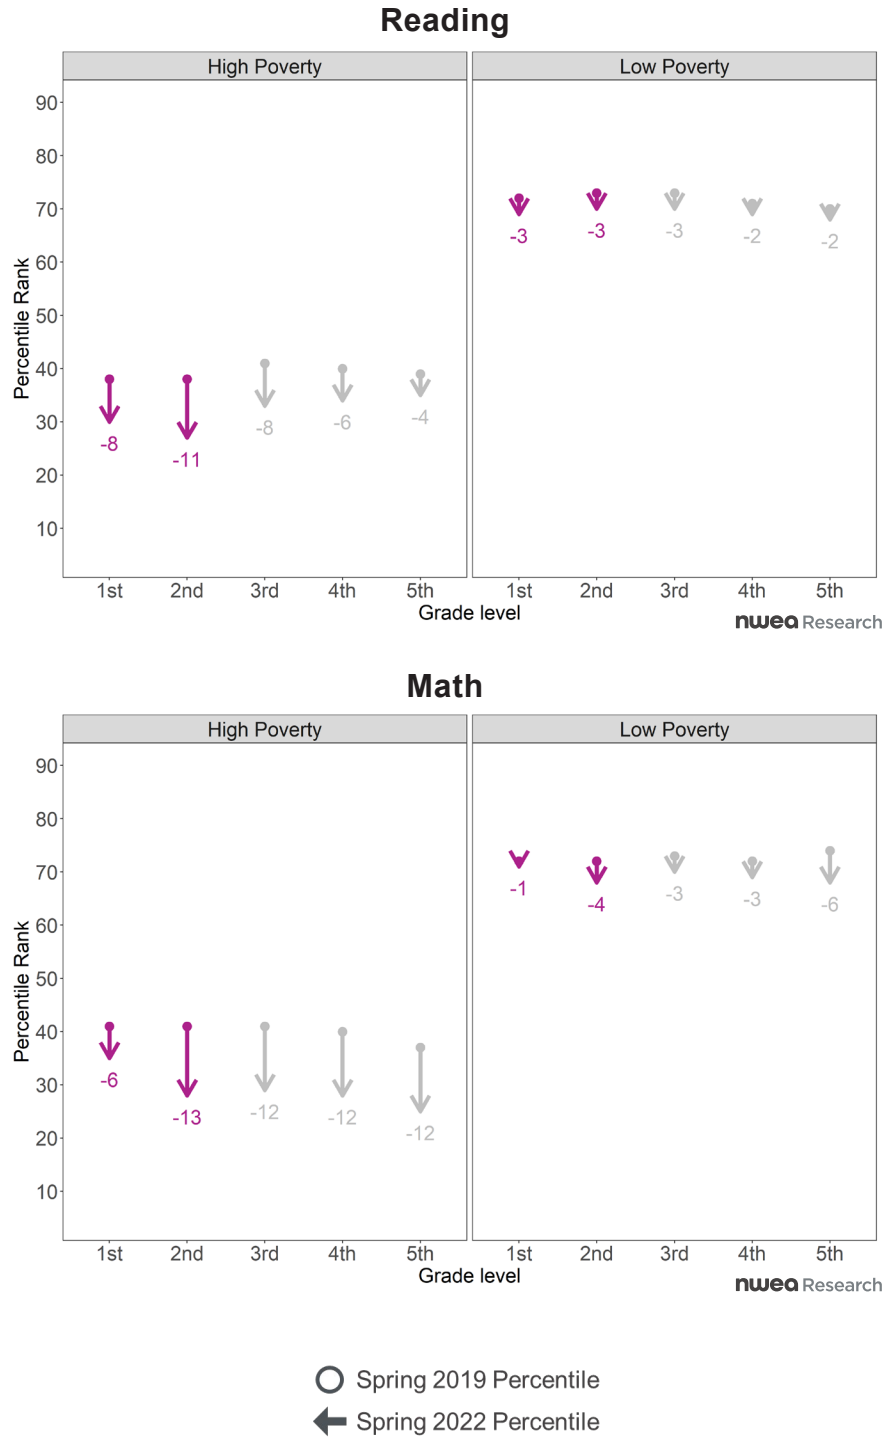 Reading
High Poverty
Low Poverty
Percentile Rank
90
80
70
60
50
40
30
20
10
-8
-11
-8
-6
-4
-3
-3
-3
-2
-2
1st 2nd 3rd 4th 5th
1st 2nd 3rd 4th 5th
Grade level
nwea Research
Math
High Poverty
Low Poverty
Percentile Rank
90
80
70
60
50
40
30
20
10
-6
-13
-12
-12
-12
-1
-4
-3
-3
-6
1st 2nd 3rd 4th 5th
1st 2nd 3rd 4th 5th
Grade level
nwea Research
Spring 2019 Percentile
Spring 2022 Percentile